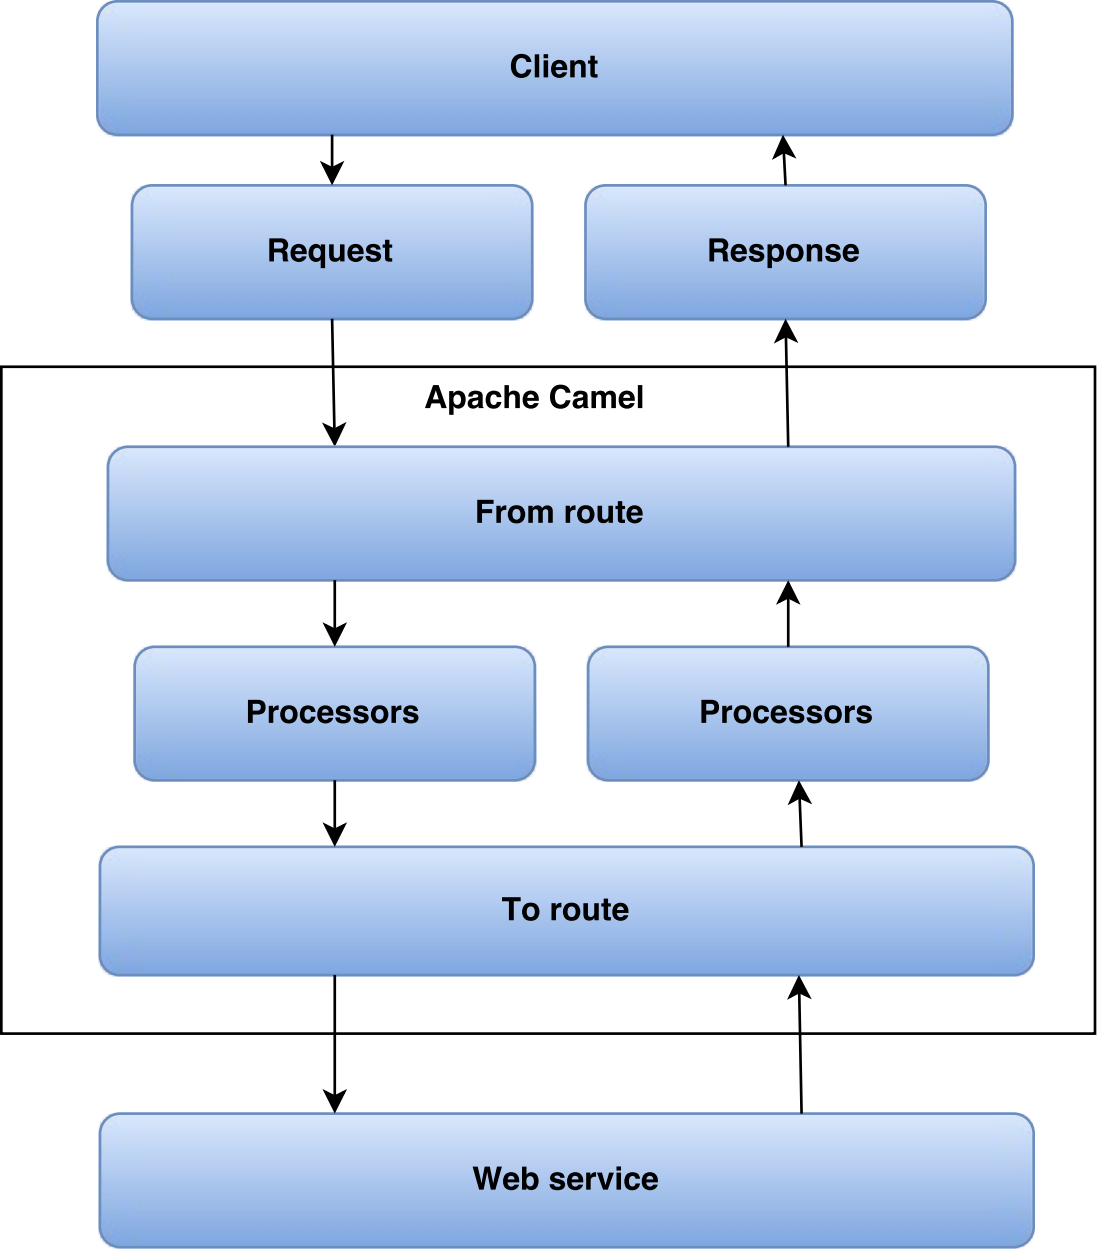 Client
Request
Response
Apache Camel
From route
Processors
Processors
To route
Web service